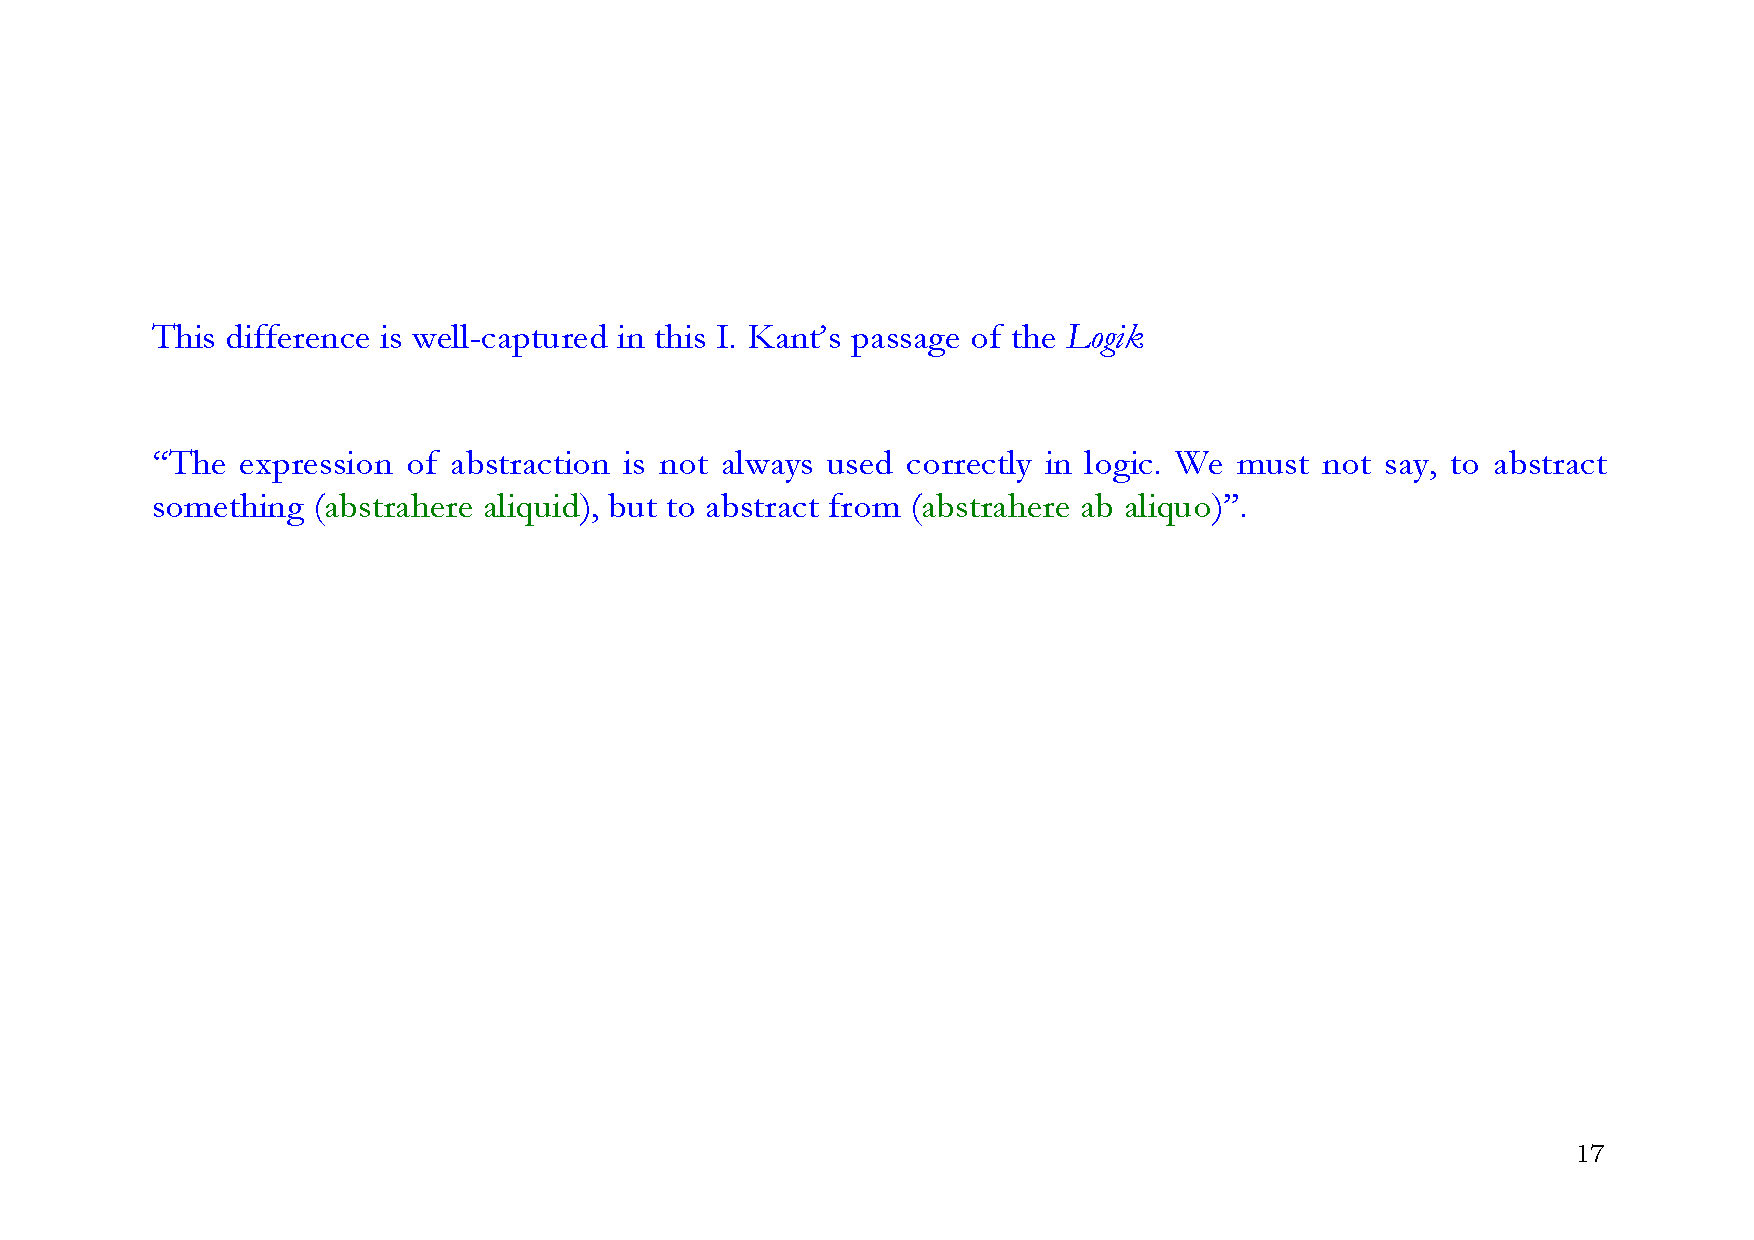 This difference is well-captured in this I. Kant’s passage of the Logik
“The expression of abstraction is not always used correctly in logic. We must not say, to abstract
something (abstrahere aliquid), but to abstract from (abstrahere ab aliquo)”.
17